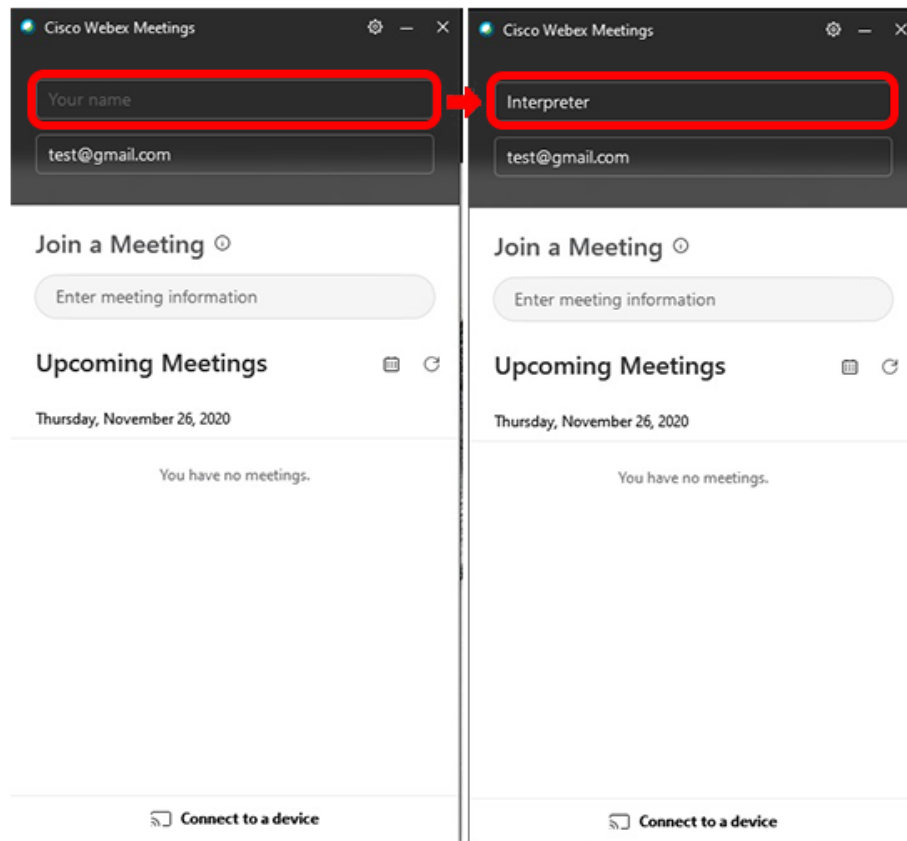 Cisco Webex Meetings
Your name
test@gmail.com
Join a Meeting
Enter meeting information
Upcoming Meetings
Thursday, November 26, 2020
You have no meetings.
Connect to a device
Cisco Webex Meetings
Interpreter
test@gmail.com
Join a Meeting
Enter meeting information
Upcoming Meetings
Thursday, November 26, 2020
You have no meetings.
Connect to a device